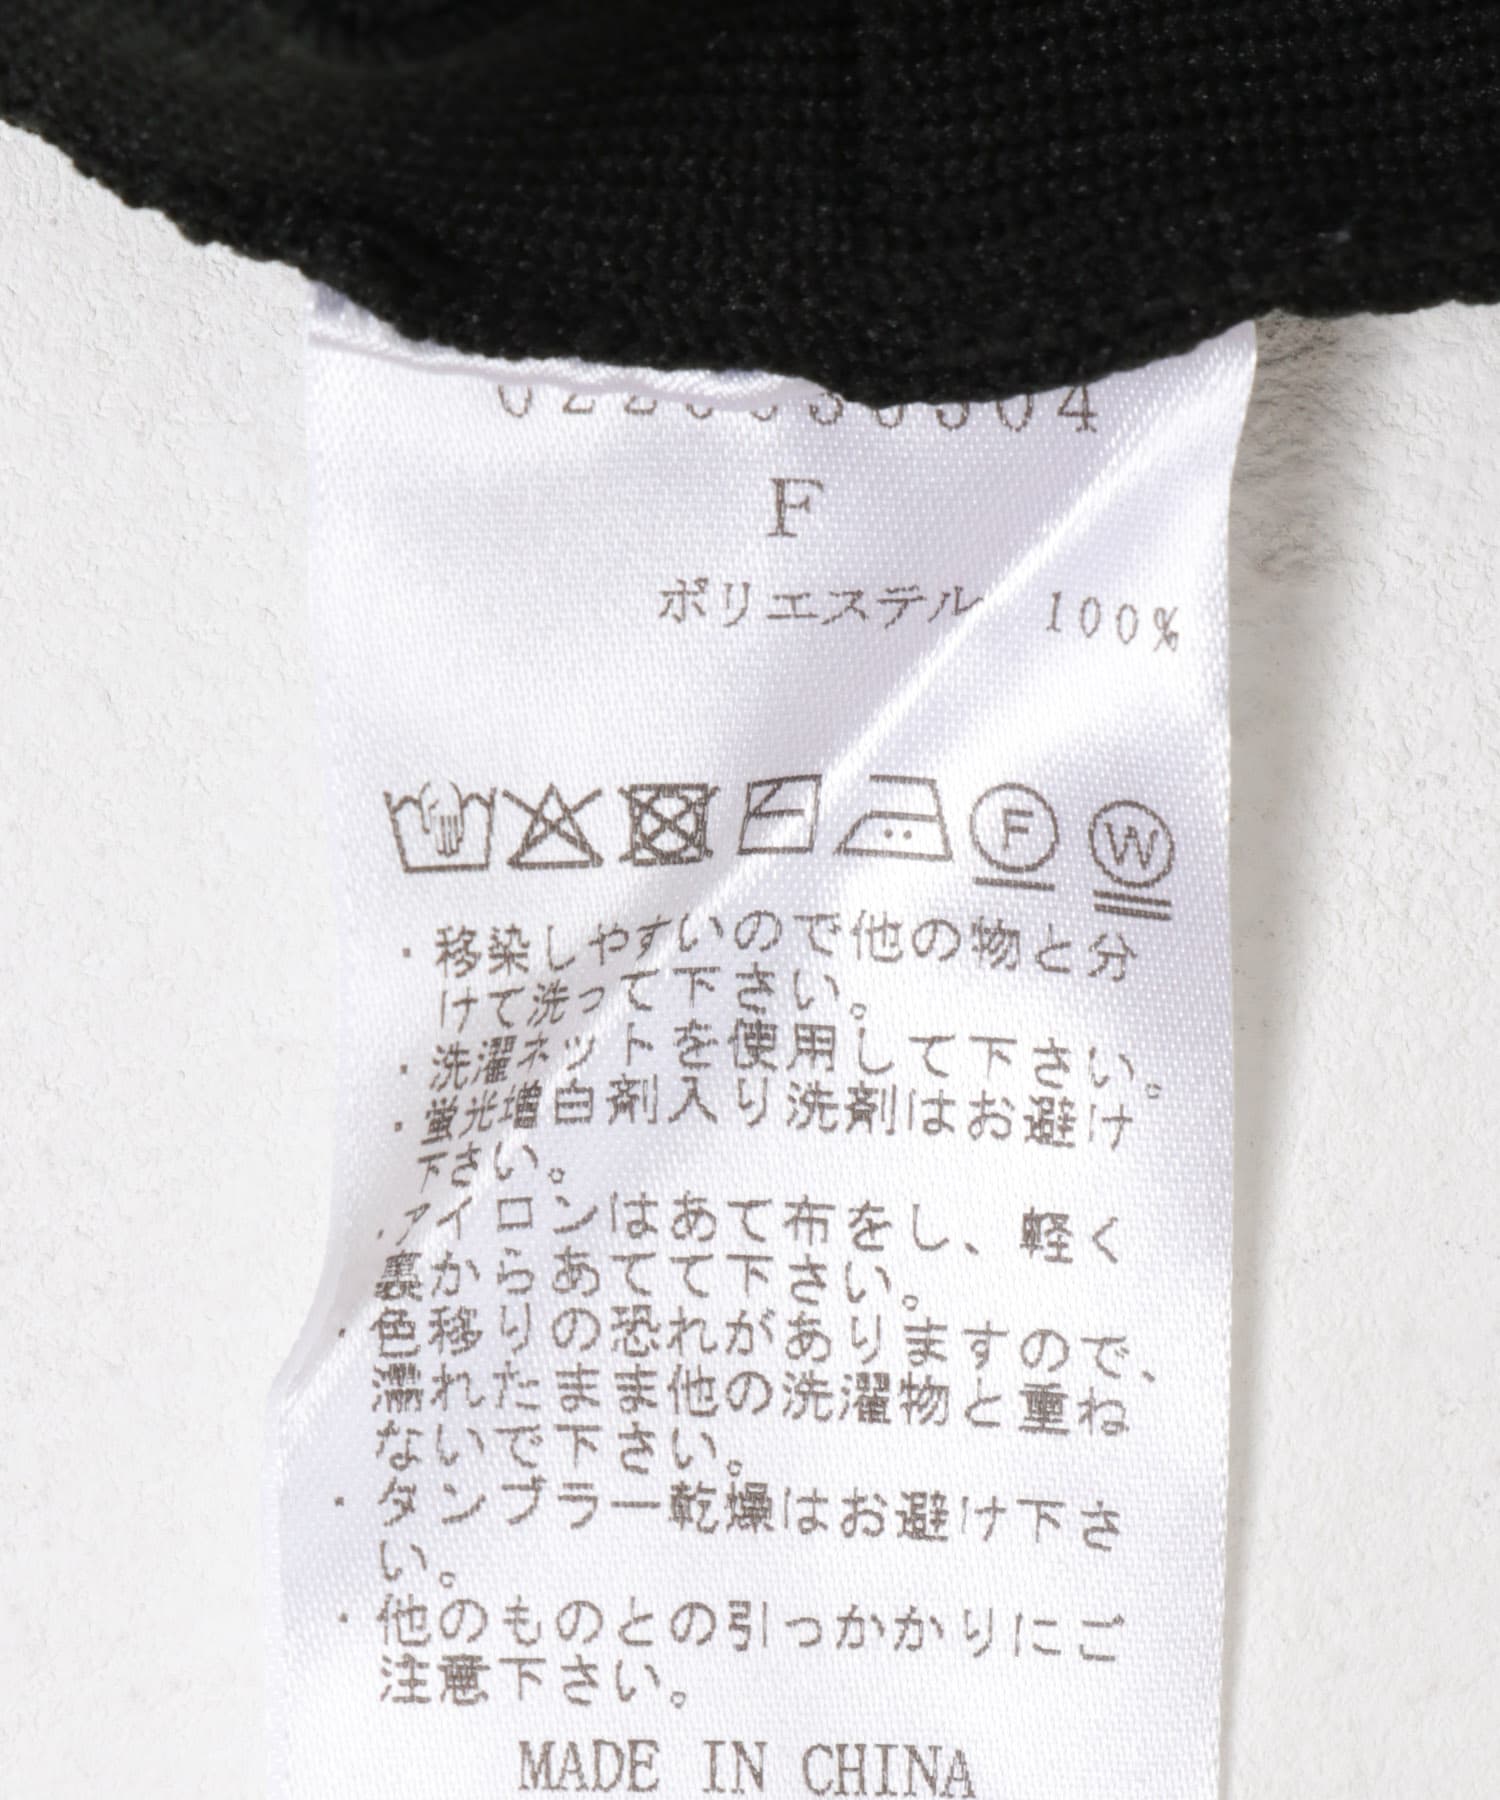 F
ポリエステル 100%
F W
・移染しやすいので他の物と分
けて洗って下さい。
・洗濯ネットを使用して下さい。
・蛍光増白剤入り洗剤はお避け
下さい。
・アイロンはあて布をし、軽く
裏からあてて下さい。
・色移りの恐れがありますので、
濡れたまま他の洗濯物と重ね
ないで下さい。
・タンブラー乾燥はお避け下さ
い。
・他のものとの引っかかりにご
注意下さい。
MADE IN CHINA